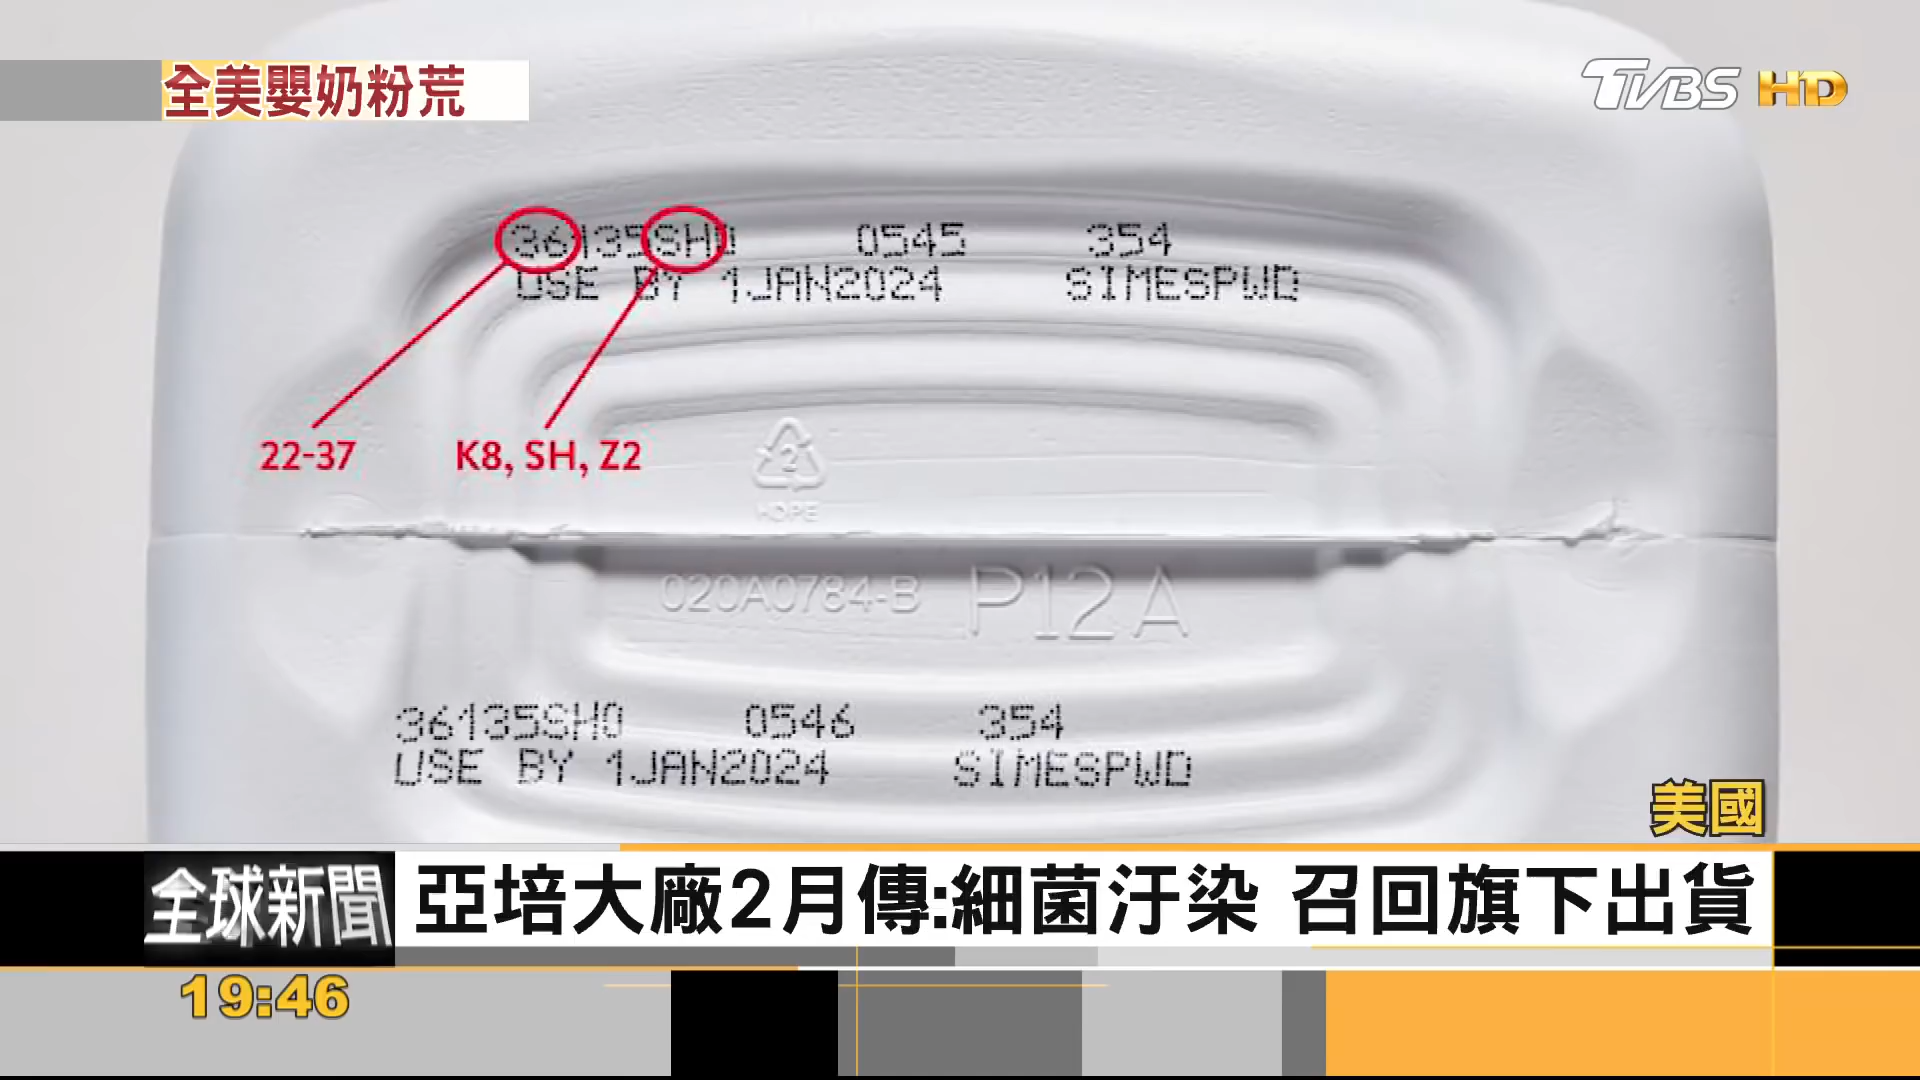 全美嬰奶粉荒
TVBS HD
36135SH0 0545 354
USE BY 1JAN2024 SIMESPWD
22-37
K8, SH, Z2
2
HDPE
020A0784-B P12A
36135SH0 0546 354
USE BY 1JAN2024 SIMESPWD
美國
全球新聞
亞培大廠2月傳:細菌汙染 召回旗下出貨
19:46